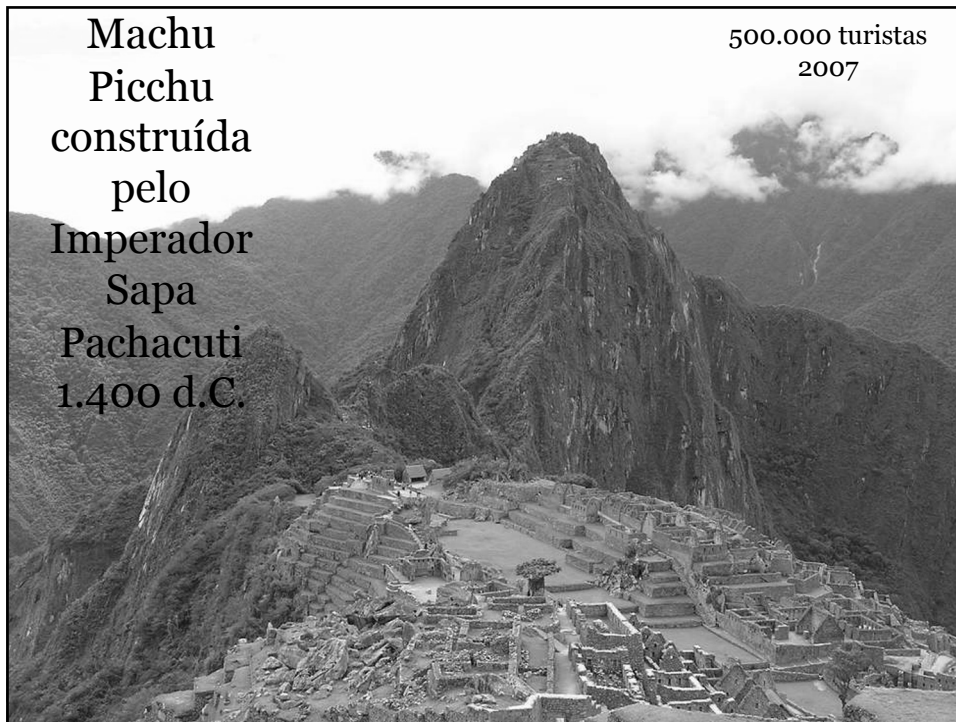 Machu
Picchu
construída
pelo
Imperador
Sapa
Pachacuti
1.400 d.C.
500.000 turistas
2007